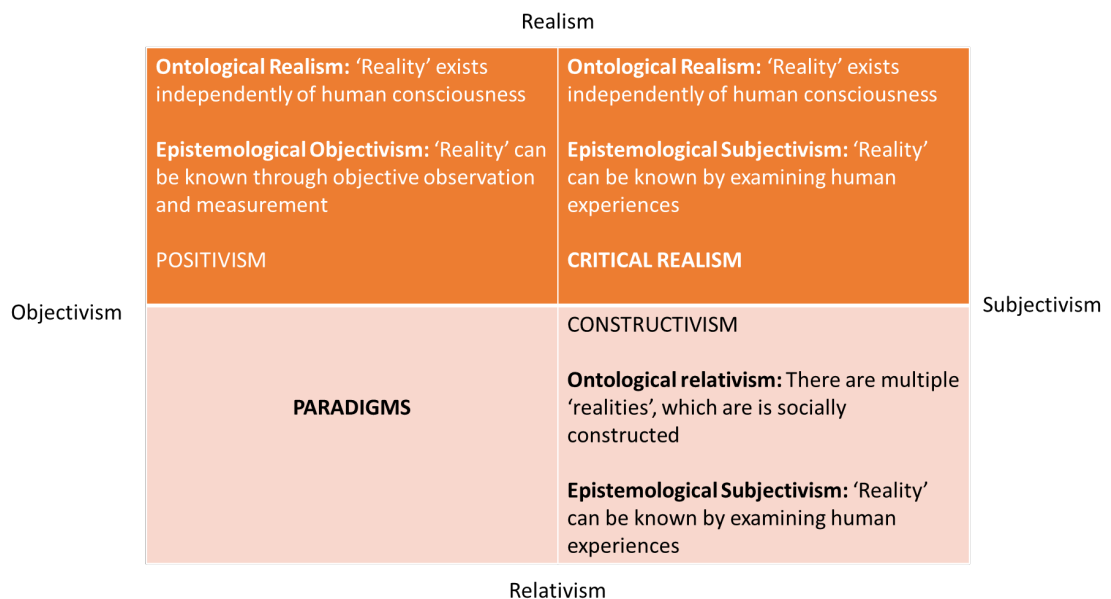 Realism
Ontological Realism: ‘Reality’ exists
independently of human consciousness
Epistemological Objectivism: ‘Reality’ can
be known through objective observation
and measurement
POSITIVISM
Ontological Realism: ‘Reality’ exists
independently of human consciousness
Epistemological Subjectivism: ‘Reality’
can be known by examining human
experiences
CRITICAL REALISM
Objectivism
Subjectivism
PARADIGMS
CONSTRUCTIVISM
Ontological relativism: There are multiple
‘realities’, which are is socially
constructed
Epistemological Subjectivism: ‘Reality’
can be known by examining human
experiences
Relativism